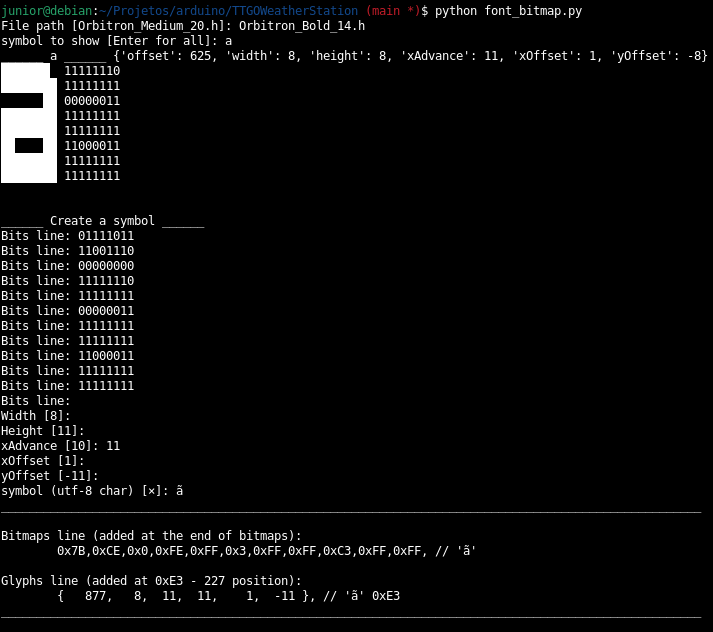 junior@debian:~/Projetos/arduino/TTGOWeatherStation (main *)$ python font_bitmap.py
File path [Orbitron_Medium_20.h]: Orbitron_Bold_14.h
symbol to show [Enter for all]: a
______ a ______ {'offset': 625, 'width': 8, 'height': 8, 'xAdvance': 11, 'xOffset': 1, 'yOffset': -8}
11111110
11111111
00000011
11111111
11111111
11000011
11111111
11111111
______ Create a symbol ______
Bits line: 01111011
Bits line: 11001110
Bits line: 00000000
Bits line: 11111110
Bits line: 11111111
Bits line: 00000011
Bits line: 11111111
Bits line: 11111111
Bits line: 11000011
Bits line: 11111111
Bits line: 11111111
Bits line:
Width [8]:
Height [11]:
xAdvance [10]: 11
xOffset [1]:
yOffset [-11]:
symbol (utf-8 char) [×]: ã
____________________________________________________________________________________________________
Bitmaps line (added at the end of bitmaps):
0x7B,0xCE,0x0,0xFE,0xFF,0x3,0xFF,0xFF,0xC3,0xFF,0xFF, // 'ã'
Glyphs line (added at 0xE3 - 227 position):
{   877,   8,  11,  11,    1,  -11 }, // 'ã' 0xE3
____________________________________________________________________________________________________